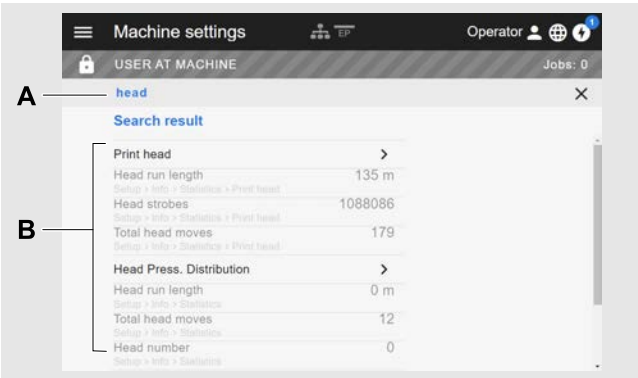 Machine settings EP Operator 1
USER AT MACHINE Jobs: 0
A head
Search result
Print head
Head run length 135 m
Setup > Info > Statistics > Print head
Head strobes 1088086
Setup > Info > Statistics > Print head
Total head moves 179
Setup > Info > Statistics > Print head
B
Head Press. Distribution
Head run length 0 m
Setup > Info > Statistics
Total head moves 12
Setup > Info > Statistics
Head number 0
Setup > Info > Statistics